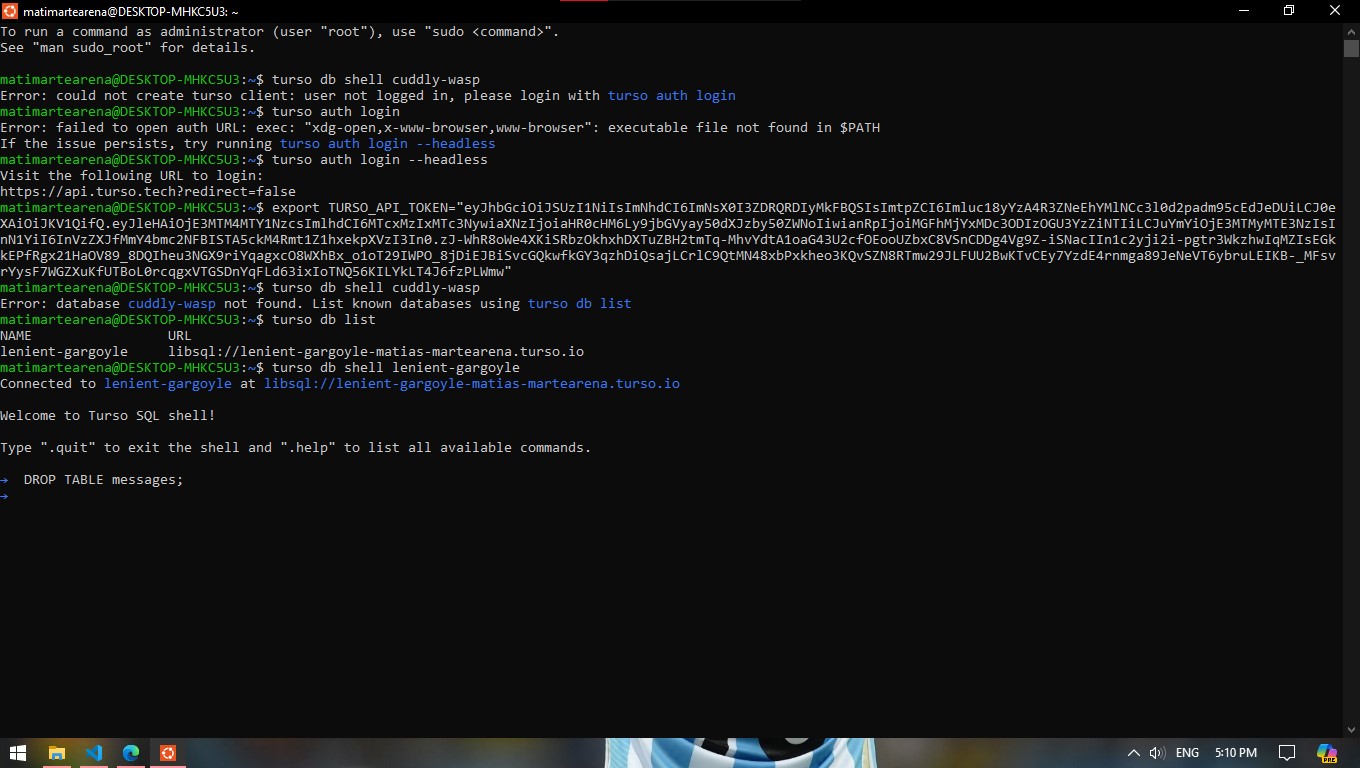 matimartearena@DESKTOP-MHKC5U3: ~
To run a command as administrator (user "root"), use "sudo <command>".
See "man sudo_root" for details.
matimartearena@DESKTOP-MHKC5U3:~$ turso db shell cuddly-wasp
Error: could not create turso client: user not logged in, please login with turso auth login
matimartearena@DESKTOP-MHKC5U3:~$ turso auth login
Error: failed to open auth URL: exec: "xdg-open,x-www-browser,www-browser": executable file not found in $PATH
If the issue persists, try running turso auth login --headless
matimartearena@DESKTOP-MHKC5U3:~$ turso auth login --headless
Visit the following URL to login:
https://api.turso.tech?redirect=false
matimartearena@DESKTOP-MHKC5U3:~$ export TURSO_API_TOKEN=
matimartearena@DESKTOP-MHKC5U3:~$ turso db shell cuddly-wasp
Error: database cuddly-wasp not found. List known databases using turso db list
matimartearena@DESKTOP-MHKC5U3:~$ turso db list
NAME URL
lenient-gargoyle libsql://lenient-gargoyle-matias-martearena.turso.io
matimartearena@DESKTOP-MHKC5U3:~$ turso db shell lenient-gargoyle
Connected to lenient-gargoyle at libsql://lenient-gargoyle-matias-martearena.turso.io
Welcome to Turso SQL shell!
Type ".quit" to exit the shell and ".help" to list all available commands.
→ DROP TABLE messages;
→
ENG 5:10 PM
PRE